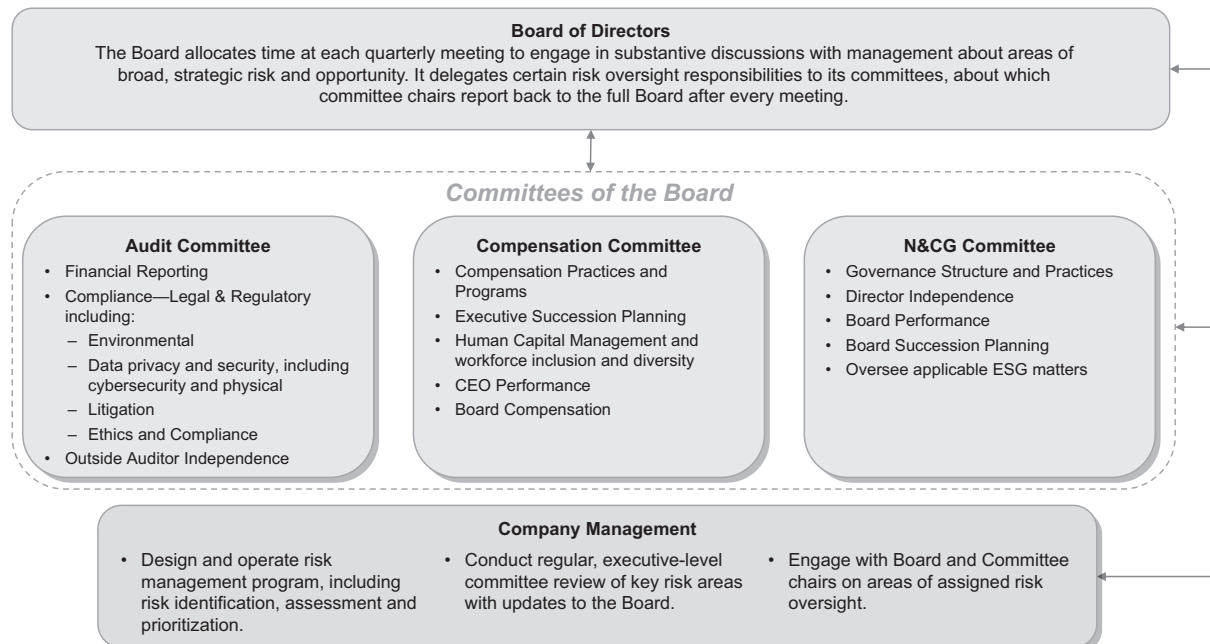 Board of Directors
The Board allocates time at each quarterly meeting to engage in substantive discussions with management about areas of
broad, strategic risk and opportunity. It delegates certain risk oversight responsibilities to its committees, about which
committee chairs report back to the full Board after every meeting.
Committees of the Board
Audit Committee
• Financial Reporting
• Compliance—Legal & Regulatory
including:
– Environmental
– Data privacy and security, including
cybersecurity and physical
– Litigation
– Ethics and Compliance
• Outside Auditor Independence
Compensation Committee
• Compensation Practices and
Programs
• Executive Succession Planning
• Human Capital Management and
workforce inclusion and diversity
• CEO Performance
• Board Compensation
N&CG Committee
• Governance Structure and Practices
• Director Independence
• Board Performance
• Board Succession Planning
• Oversee applicable ESG matters
Company Management
• Design and operate risk
management program, including
risk identification, assessment and
prioritization.
• Conduct regular, executive-level
committee review of key risk areas
with updates to the Board.
• Engage with Board and Committee
chairs on areas of assigned risk
oversight.